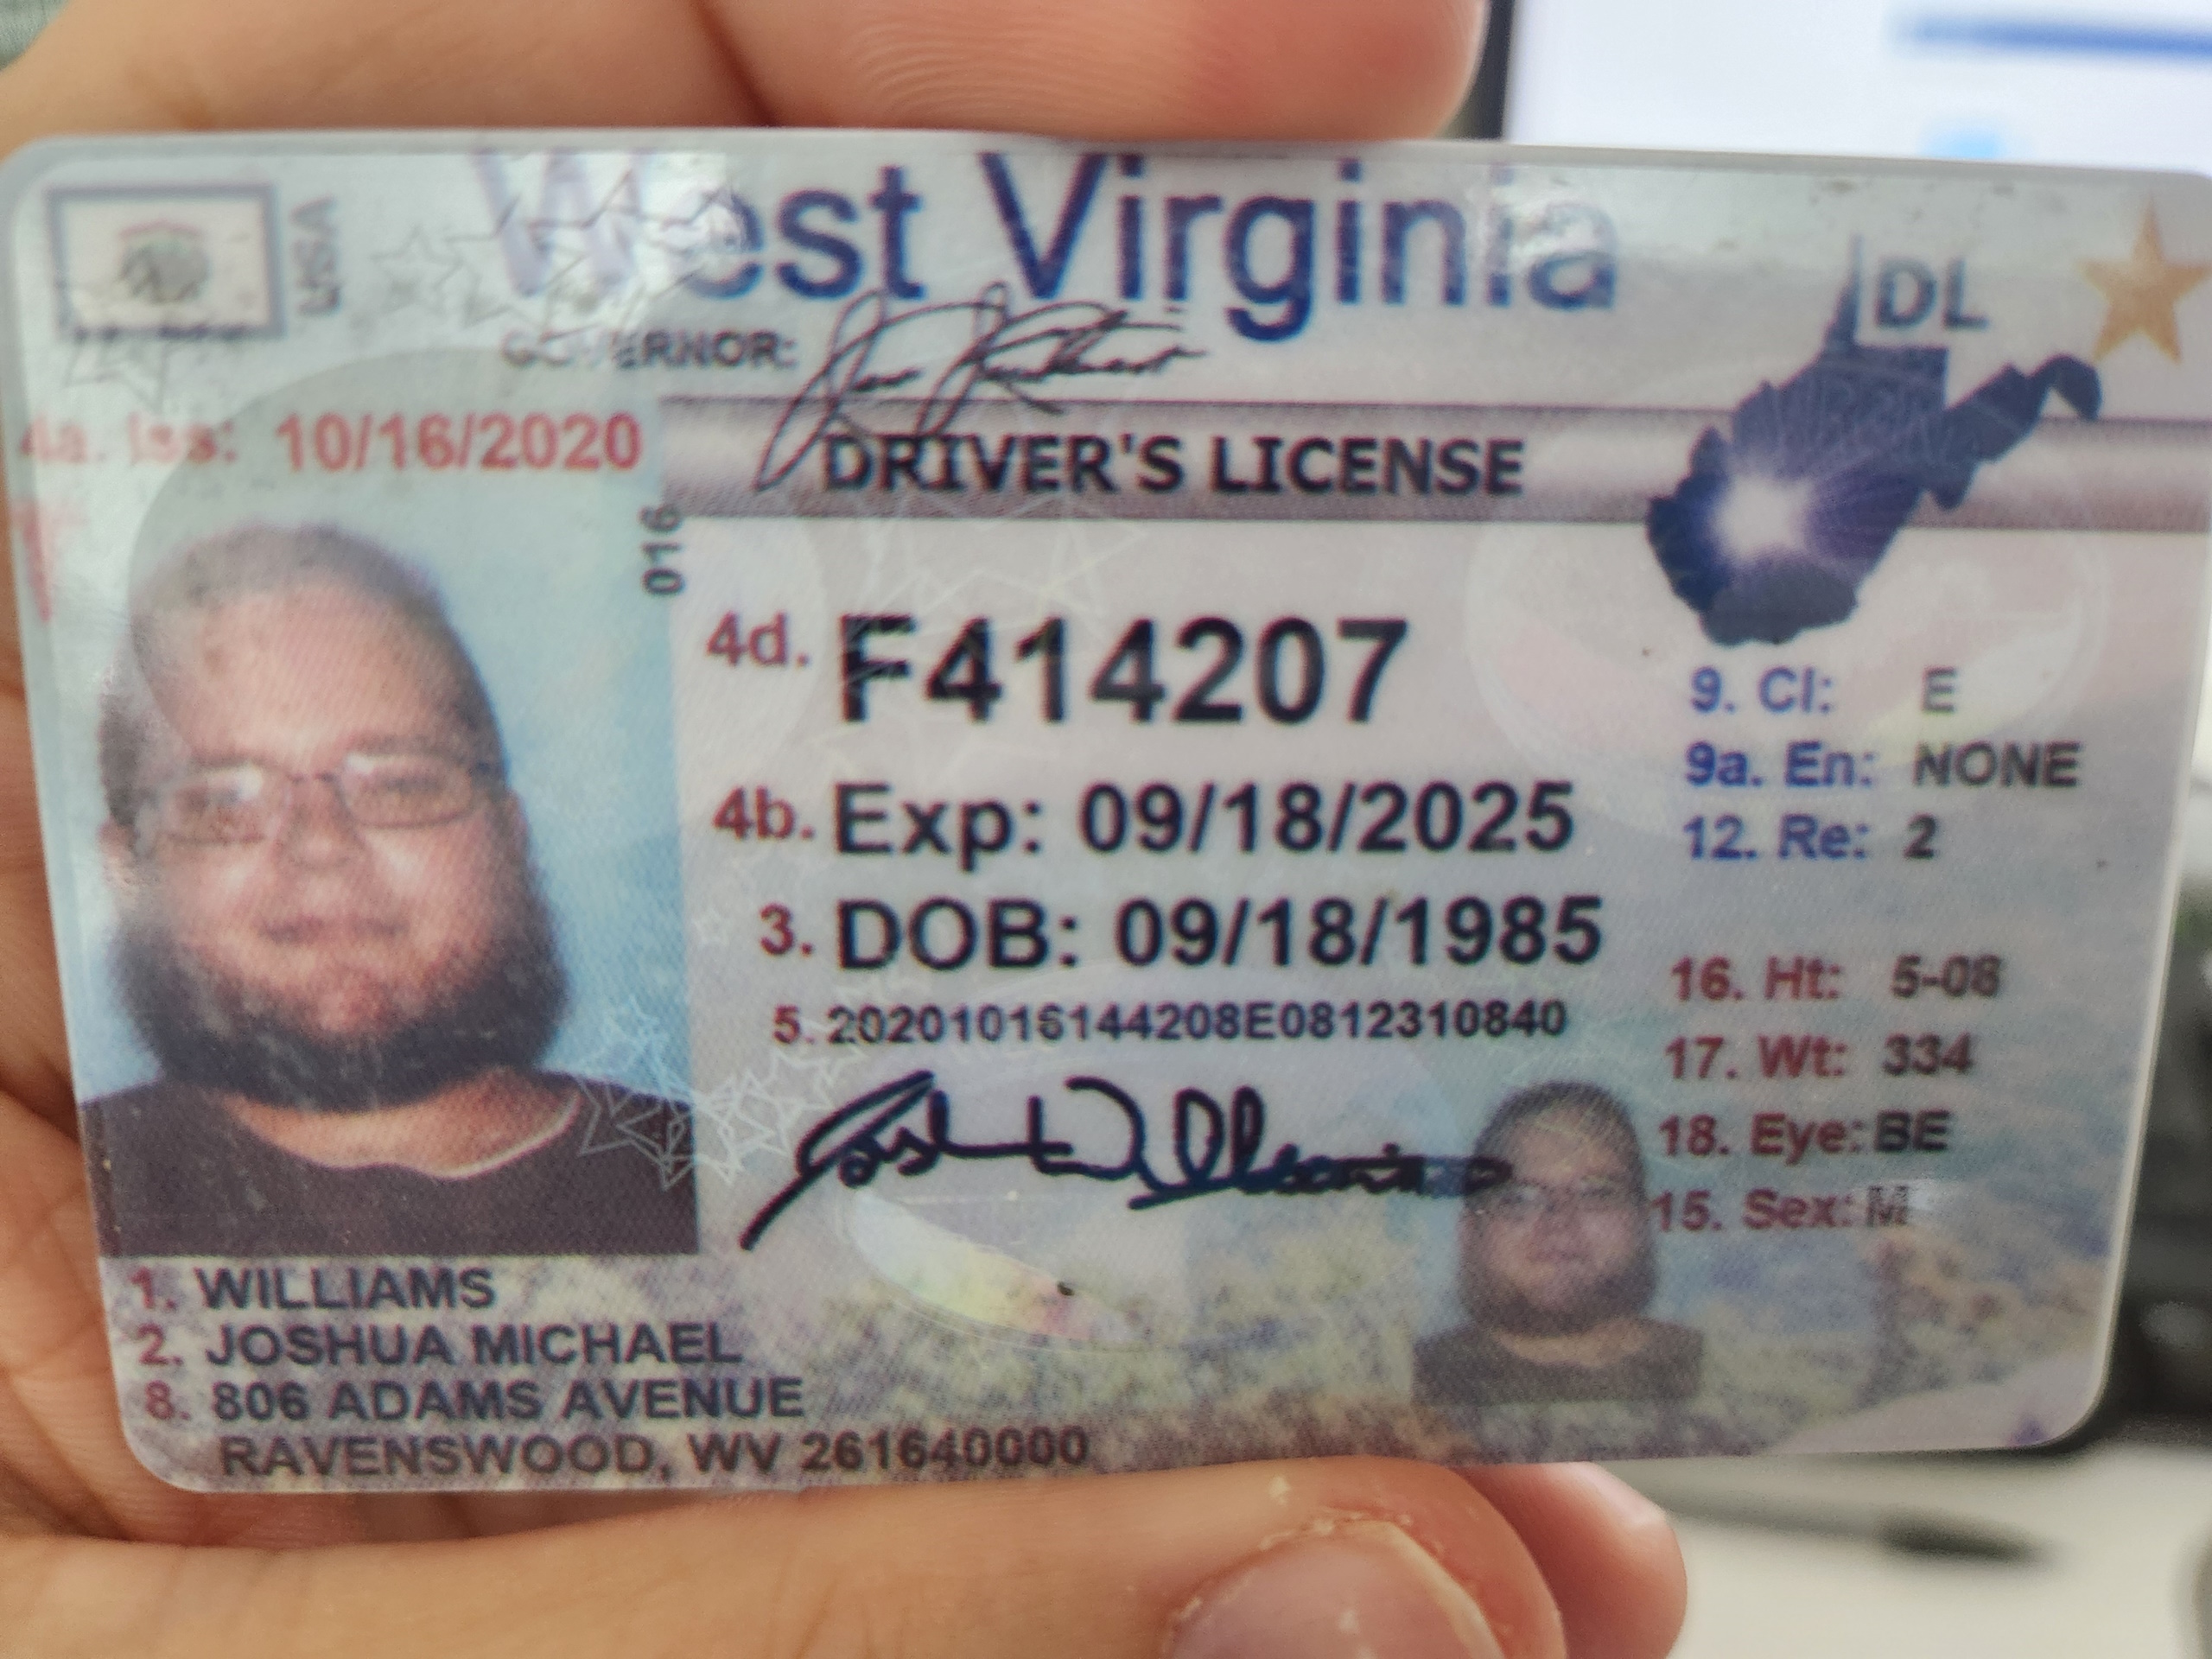 West Virginia
USA
DL
GOVERNOR:
4a. Iss: 10/16/2020
DRIVER'S LICENSE
016
4d. F414207
9. Cl: E
9a. En: NONE
4b. Exp: 09/18/2025
12. Re: 2
3. DOB: 09/18/1985
16. Ht: 5-08
5. 20201016144208E0812310840
17. Wt: 334
18. Eye: BE
15. Sex: M
Josh Williams
1. WILLIAMS
2. JOSHUA MICHAEL
8. 806 ADAMS AVENUE
RAVENSWOOD, WV 261640000